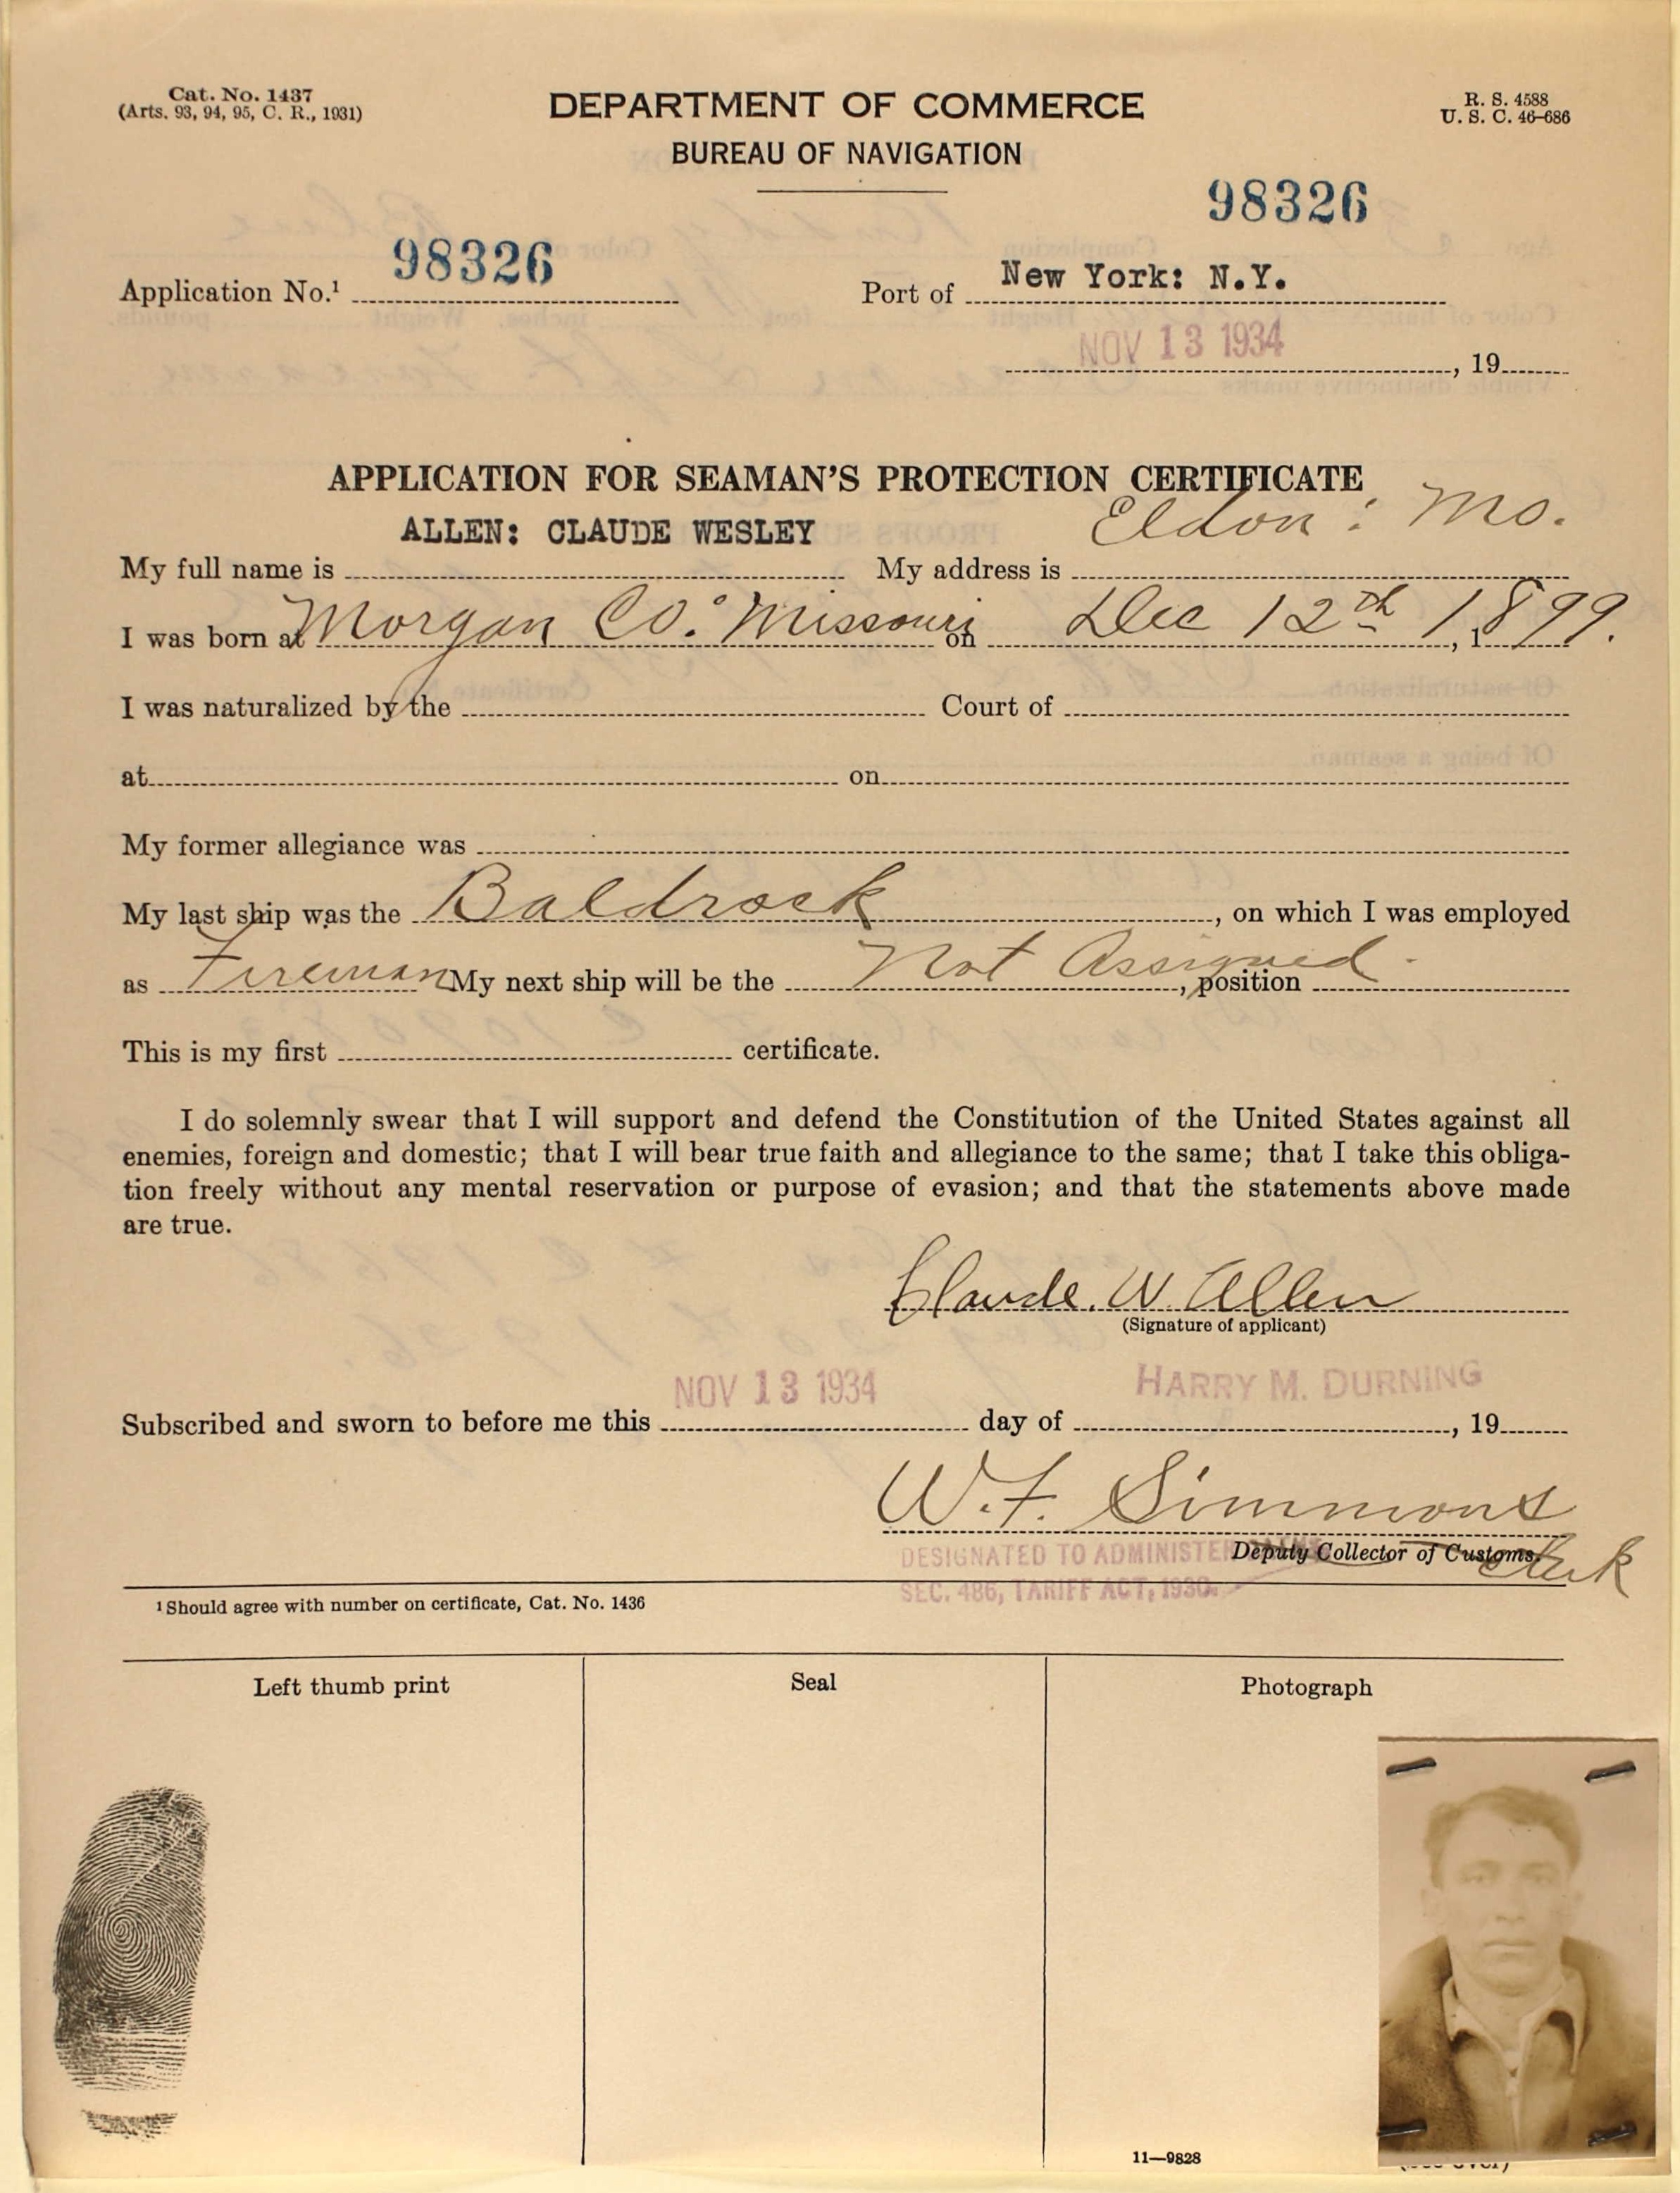 Cat. No. 1437
(Arts. 93, 94, 95, C. R., 1931)
DEPARTMENT OF COMMERCE
BUREAU OF NAVIGATION
R. S. 4588
U. S. C. 46-686
98326
98326
Application No.¹
Port of New York: N.Y.
NOV 13 1934 , 19
APPLICATION FOR SEAMAN'S PROTECTION CERTIFICATE
My full name is ALLEN: CLAUDE WESLEY My address is Eldon: Mo.
I was born at Morgan Co. Missouri on Dec 12th 1899.
I was naturalized by the Court of
at on
My former allegiance was
My last ship was the Baldrock , on which I was employed
as Fireman My next ship will be the Not Assigned , position
This is my first certificate.
I do solemnly swear that I will support and defend the Constitution of the United States against all
enemies, foreign and domestic; that I will bear true faith and allegiance to the same; that I take this obliga-
tion freely without any mental reservation or purpose of evasion; and that the statements above made
are true.
Claude. W. Allen
(Signature of applicant)
Subscribed and sworn to before me this NOV 13 1934 day of HARRY M. DURNING , 19
W. F. Simmons
Deputy Collector of Customs. Clerk
DESIGNATED TO ADMINISTER
SEC. 486, TARIFF ACT, 1930.
¹ Should agree with number on certificate, Cat. No. 1436
Left thumb print
Seal
Photograph
11—9828